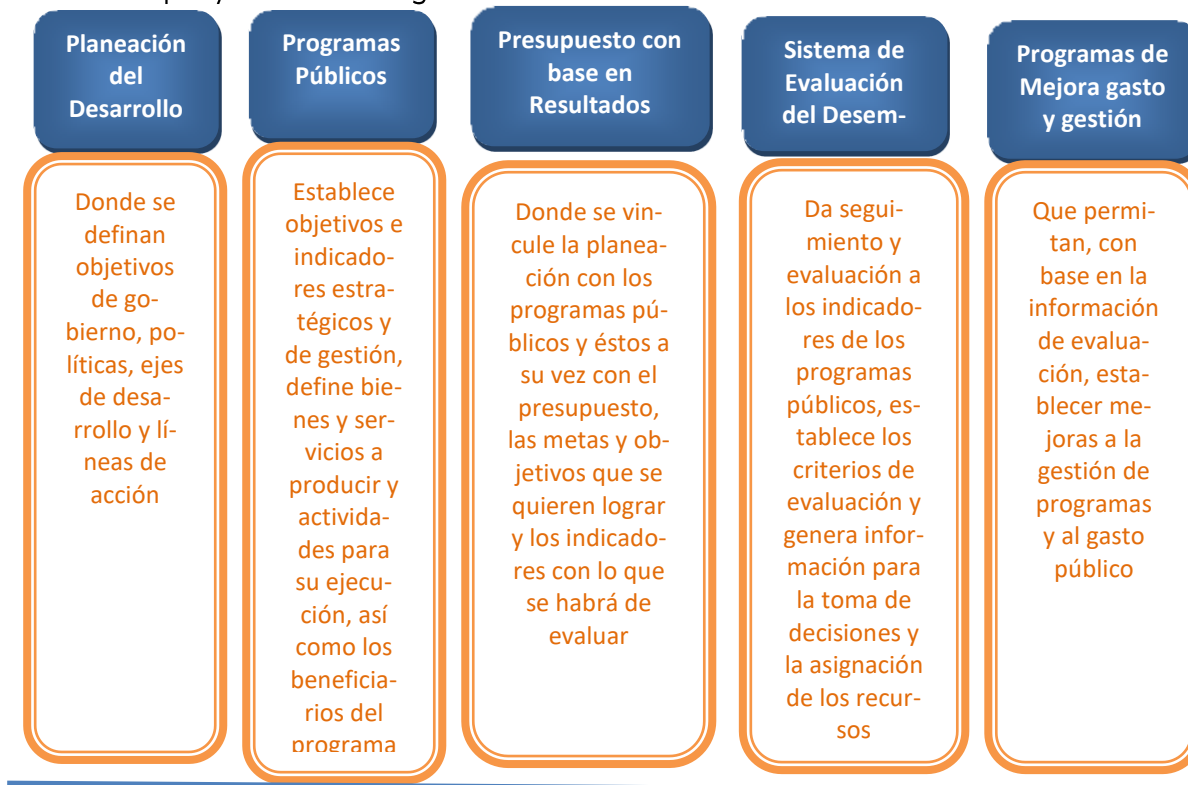 Planeación
del
Desarrollo
Donde se
definan
objetivos
de go-
bierno, po-
líticas, ejes
de desa-
rrollo y lí-
neas de
acción
Programas
Públicos
Establece
objetivos e
indicado-
res estra-
tégicos y
de gestión,
define bie-
nes y ser-
vicios a
producir y
activida-
des para
su ejecu-
ción, así
como los
beneficia-
rios del
programa
Presupuesto con
base en
Resultados
Donde se vin-
cule la planea-
ción con los
programas pú-
blicos y éstos a
su vez con el
presupuesto,
las metas y ob-
jetivos que se
quieren lograr
y los indicado-
res con lo que
se habrá de
evaluar
Sistema de
Evaluación
del Desem-
Da segui-
miento y
evaluación a
los indicado-
res de los
programas
públicos, es-
tablece los
criterios de
evaluación y
genera infor-
mación para
la toma de
decisiones y
la asignación
de los recur-
sos
Programas de
Mejora gasto
y gestión
Que permi-
tan, con
base en la
información
de evalua-
ción, esta-
blecer me-
joras a la
gestión de
programas
y al gasto
público